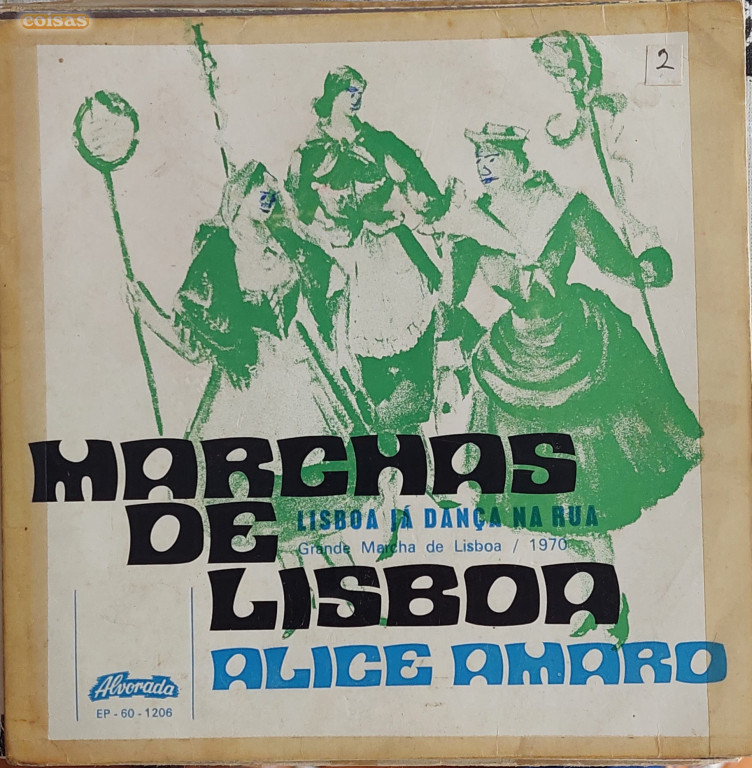 coisas
2
MARCHAS
DE
LISBOA JÁ DANÇA NA RUA
Grande Marcha de Lisboa / 1970
LISBOA
ALICE AMARO
Alvorada
EP - 60 - 1206